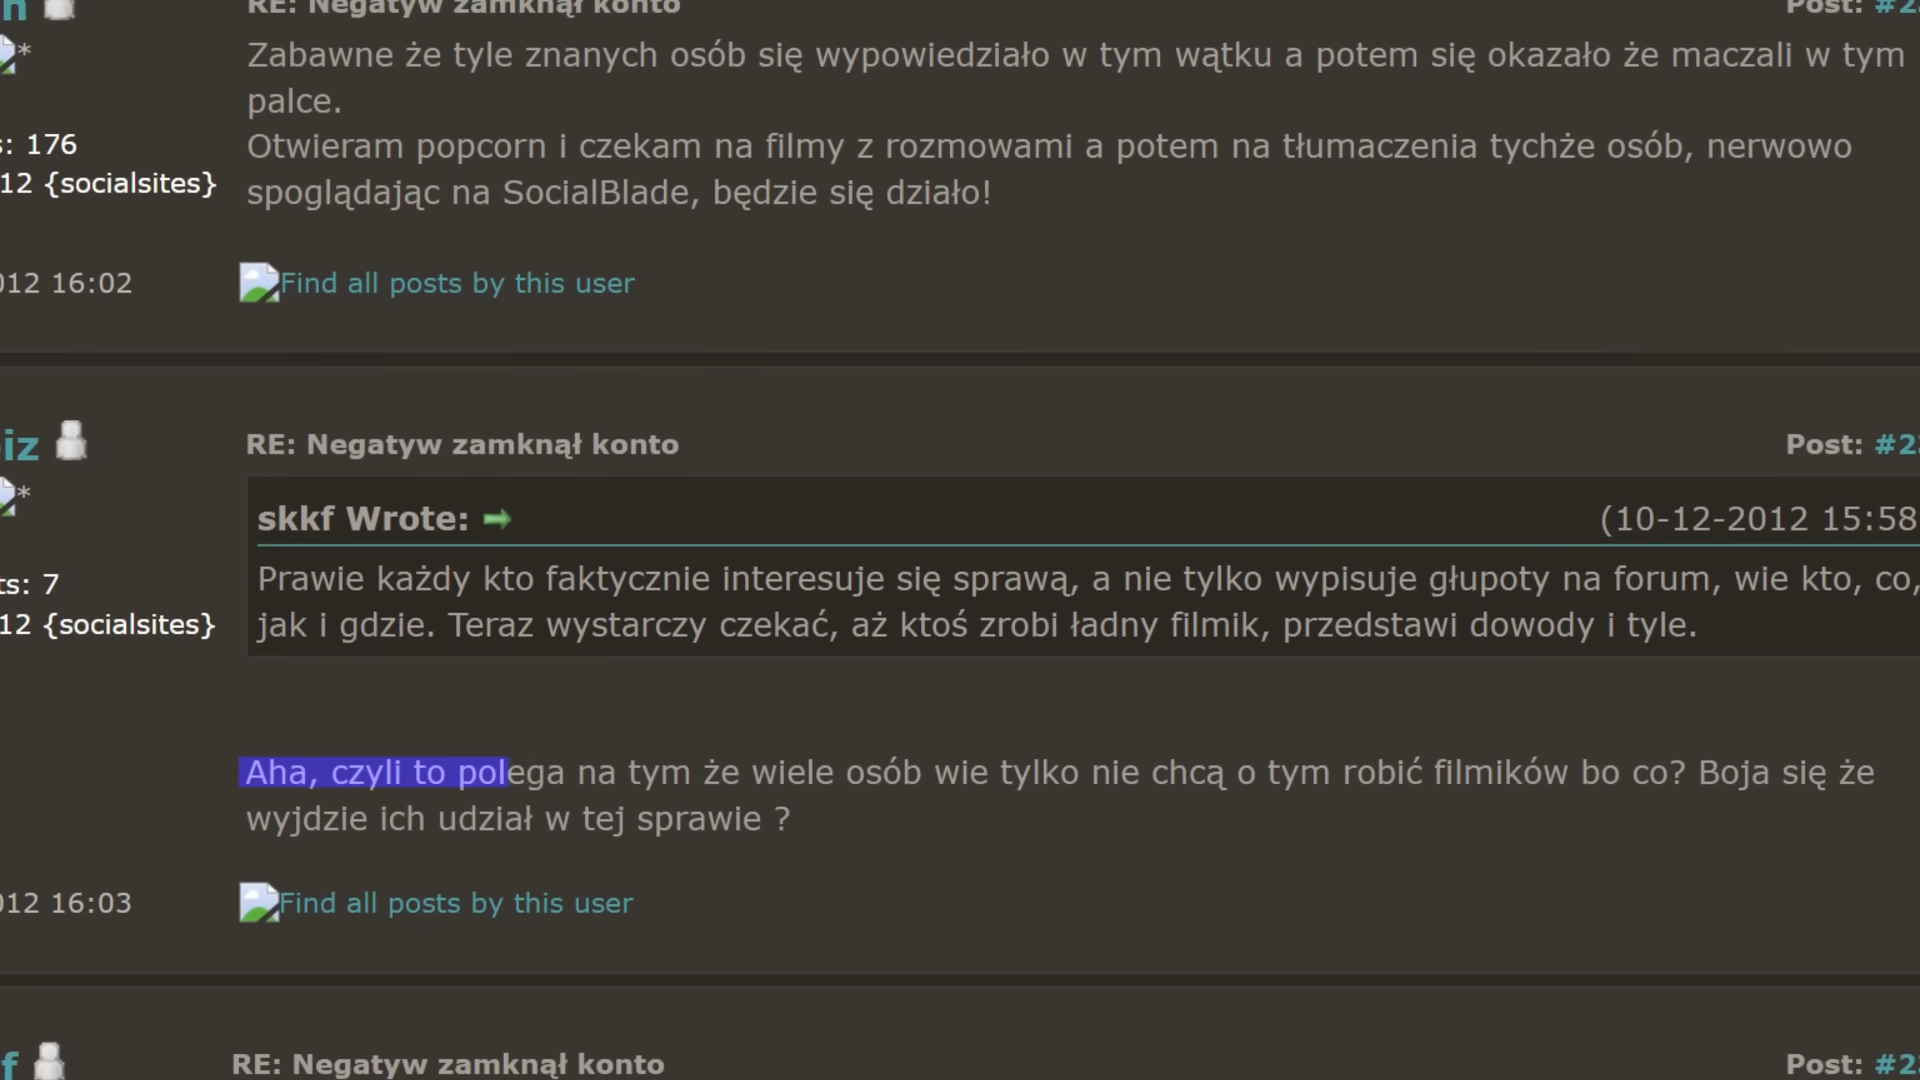 n RE: Negatyw zamknął konto Post: #2
* Zabawne że tyle znanych osób się wypowiedziało w tym wątku a potem się okazało że maczali w tym
palce.
s: 176 Otwieram popcorn i czekam na filmy z rozmowami a potem na tłumaczenia tychże osób, nerwowo
12 {socialsites} spoglądając na SocialBlade, będzie się działo!
012 16:02 Find all posts by this user
iz RE: Negatyw zamknął konto Post: #2
* skkf Wrote: (10-12-2012 15:58
ts: 7 Prawie każdy kto faktycznie interesuje się sprawą, a nie tylko wypisuje głupoty na forum, wie kto, co,
12 {socialsites} jak i gdzie. Teraz wystarczy czekać, aż ktoś zrobi ładny filmik, przedstawi dowody i tyle.
Aha, czyli to polega na tym że wiele osób wie tylko nie chcą o tym robić filmików bo co? Boja się że
wyjdzie ich udział w tej sprawie ?
012 16:03 Find all posts by this user
f RE: Negatyw zamknął konto Post: #2